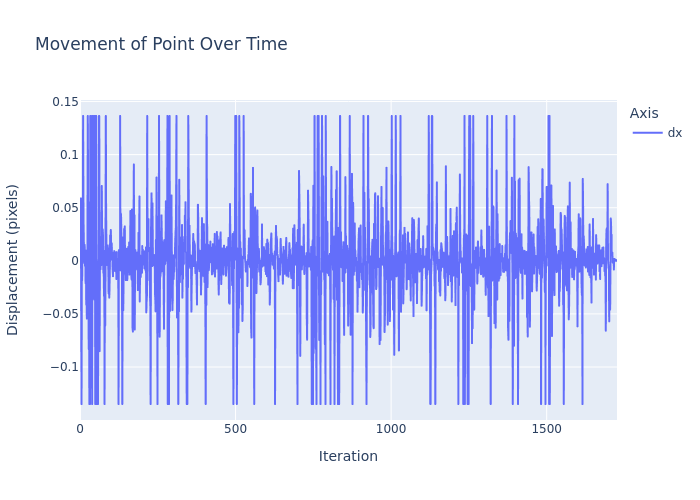 Movement of Point Over Time
Axis
dx
0.15
0.1
0.05
0
−0.05
−0.1
Displacement (pixels)
0
500
1000
1500
Iteration